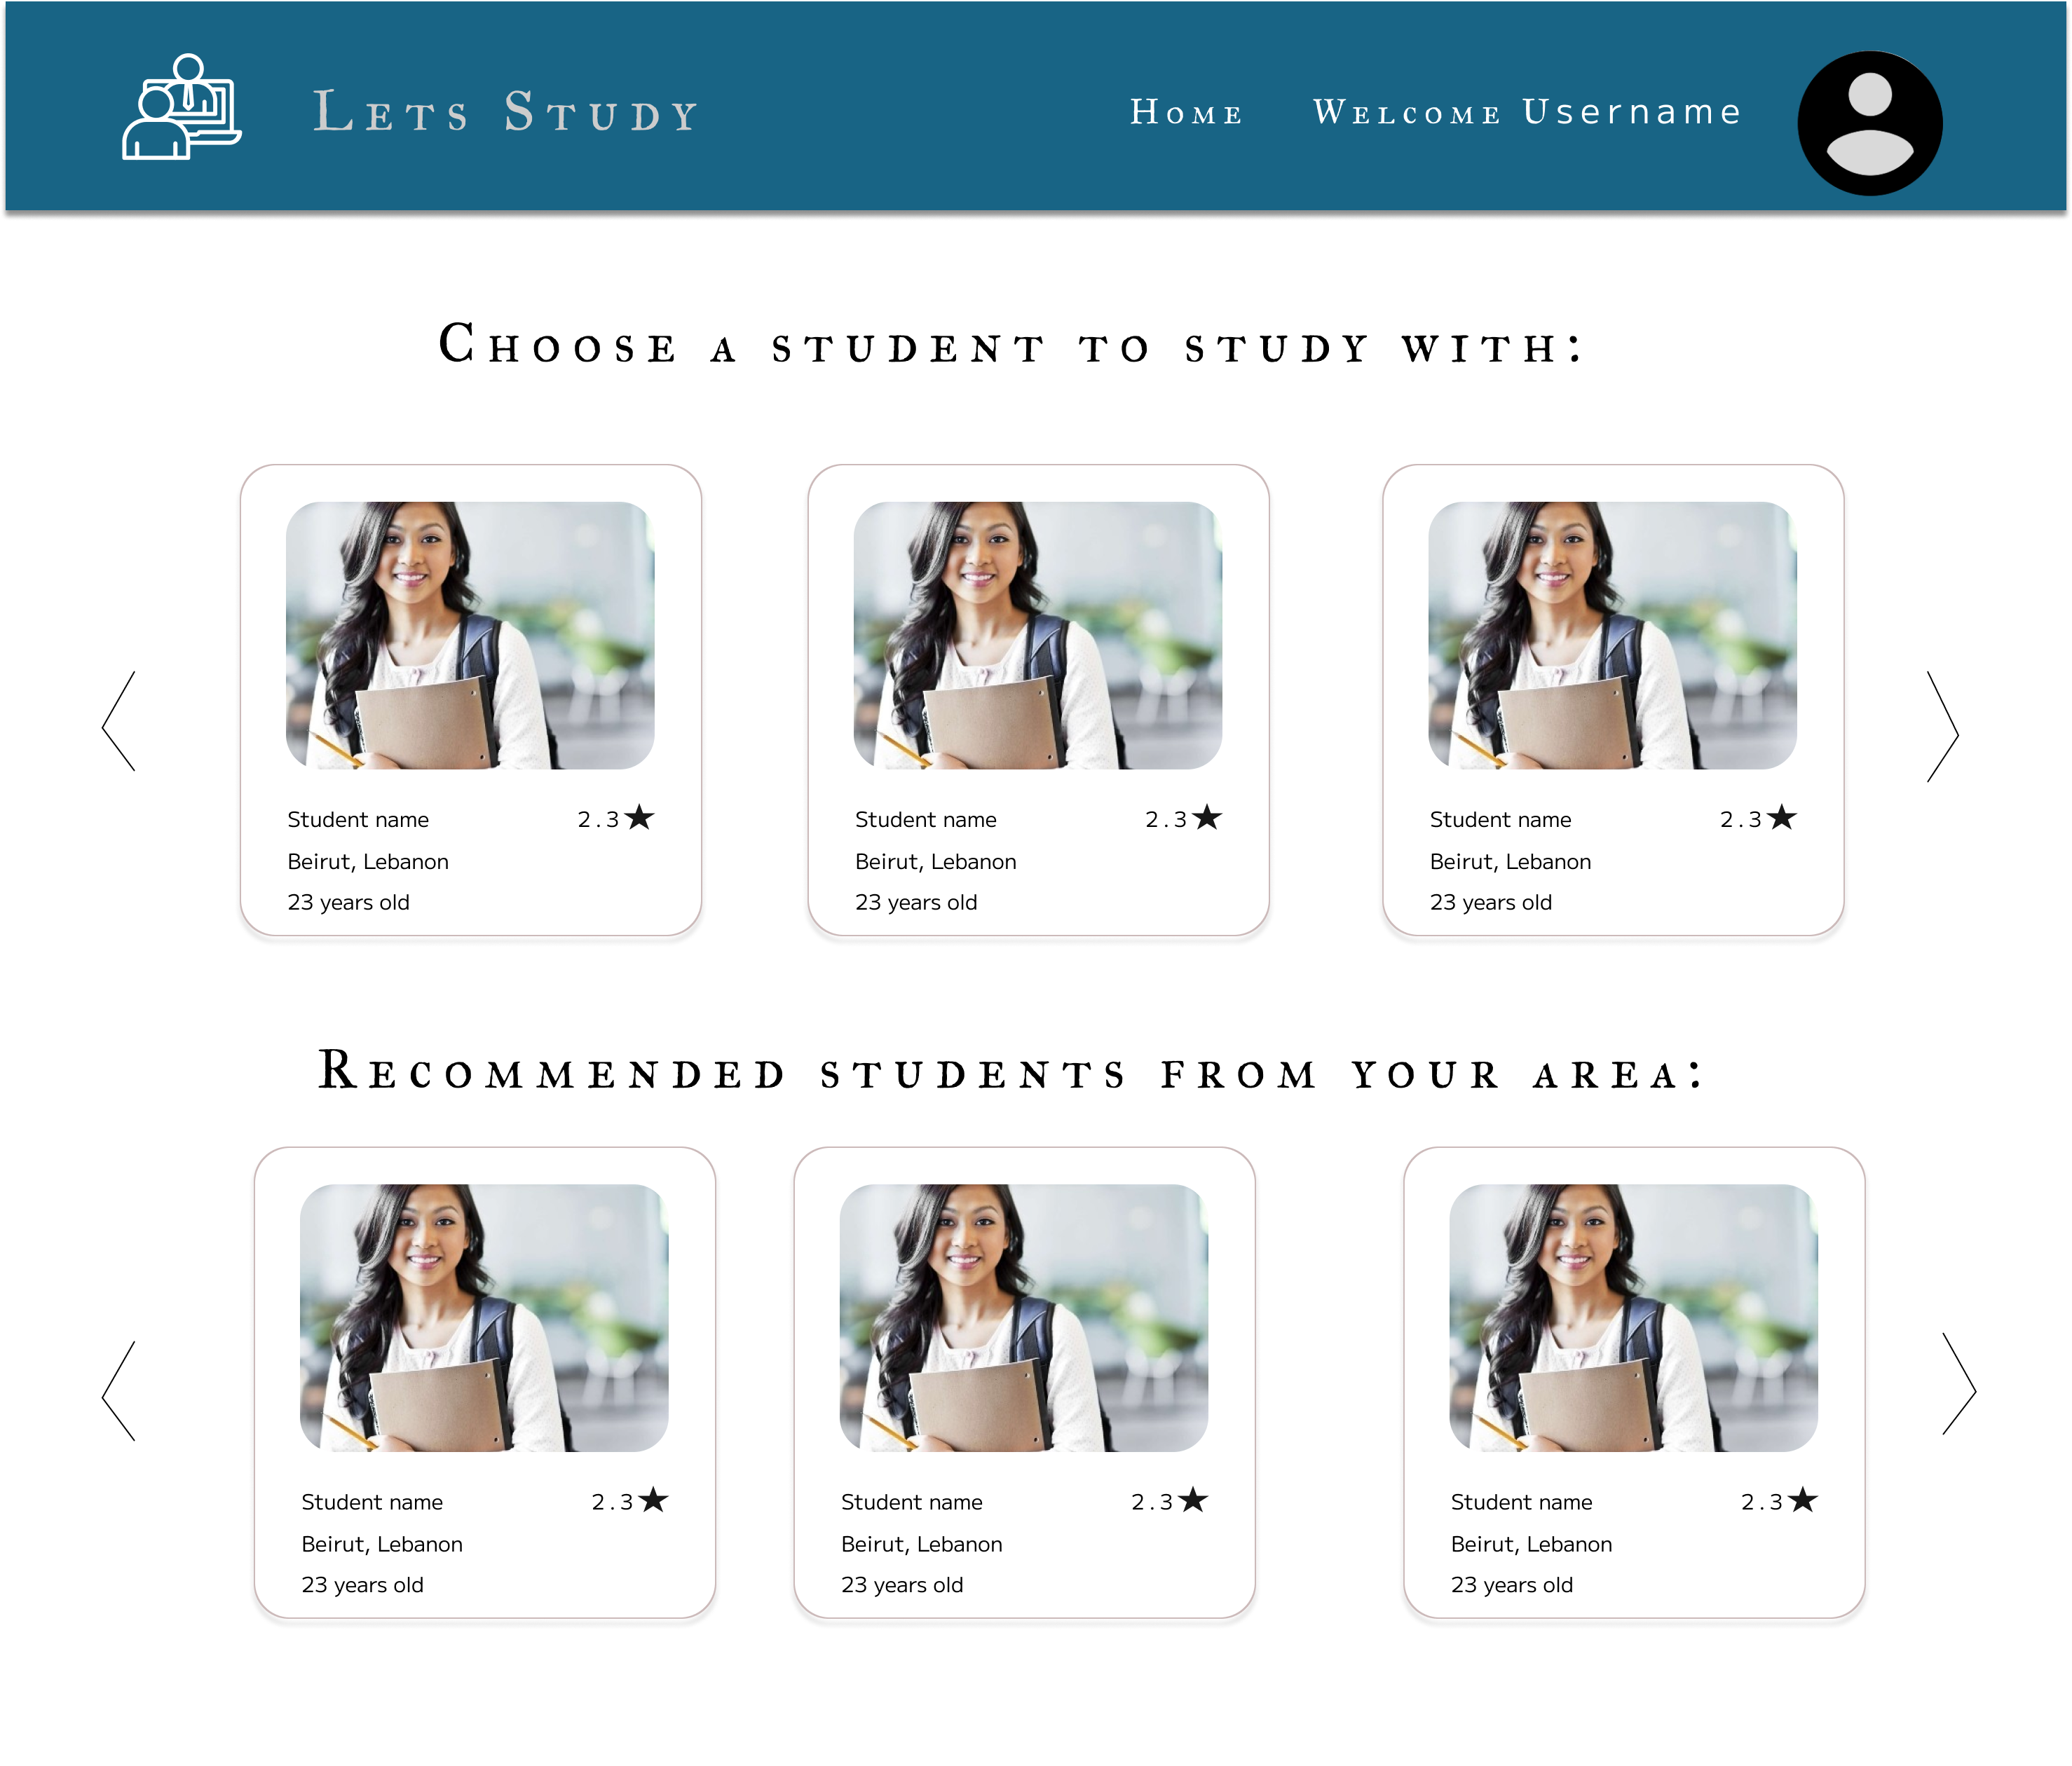 Lets Study
Home
Welcome Username
Choose a student to study with:
Student name 2.3
Beirut, Lebanon
23 years old
Student name 2.3
Beirut, Lebanon
23 years old
Student name 2.3
Beirut, Lebanon
23 years old
Recommended students from your area:
Student name 2.3
Beirut, Lebanon
23 years old
Student name 2.3
Beirut, Lebanon
23 years old
Student name 2.3
Beirut, Lebanon
23 years old